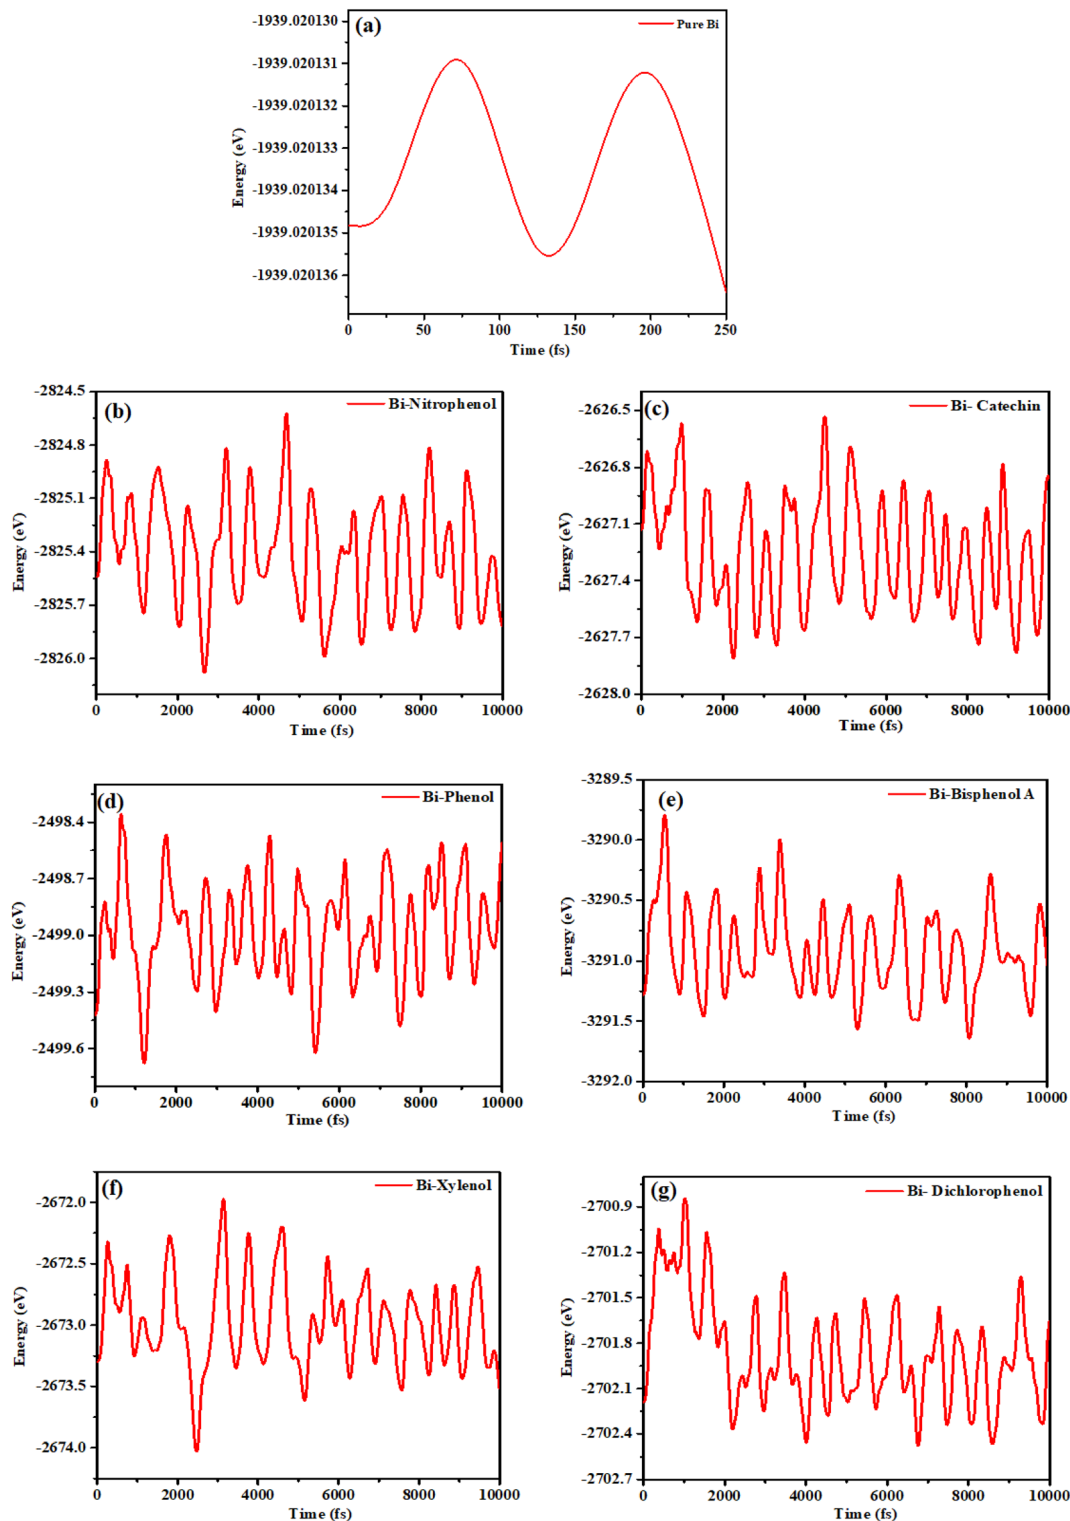 (a)
Pure Bi
-1939.020130
-1939.020131
-1939.020132
-1939.020133
-1939.020134
-1939.020135
-1939.020136
Energy (eV)
0 50 100 150 200 250
Time (fs)
(b)
Bi-Nitrophenol
-2824.5
-2824.8
-2825.1
-2825.4
-2825.7
-2826.0
Energy (eV)
0 2000 4000 6000 8000 10000
Time (fs)
(c)
Bi- Catechin
-2626.5
-2626.8
-2627.1
-2627.4
-2627.7
-2628.0
Energy (eV)
0 2000 4000 6000 8000 10000
Time (fs)
(d)
Bi-Phenol
-2498.4
-2498.7
-2499.0
-2499.3
-2499.6
Energy (eV)
0 2000 4000 6000 8000 10000
Time (fs)
(e)
Bi-Bisphenol A
-3289.5
-3290.0
-3290.5
-3291.0
-3291.5
-3292.0
Energy (eV)
0 2000 4000 6000 8000 10000
Time (fs)
(f)
Bi-Xylenol
-2672.0
-2672.5
-2673.0
-2673.5
-2674.0
Energy (eV)
0 2000 4000 6000 8000 10000
Time (fs)
(g)
Bi- Dichlorophenol
-2700.9
-2701.2
-2701.5
-2701.8
-2702.1
-2702.4
-2702.7
Energy (eV)
0 2000 4000 6000 8000 10000
Time (fs)